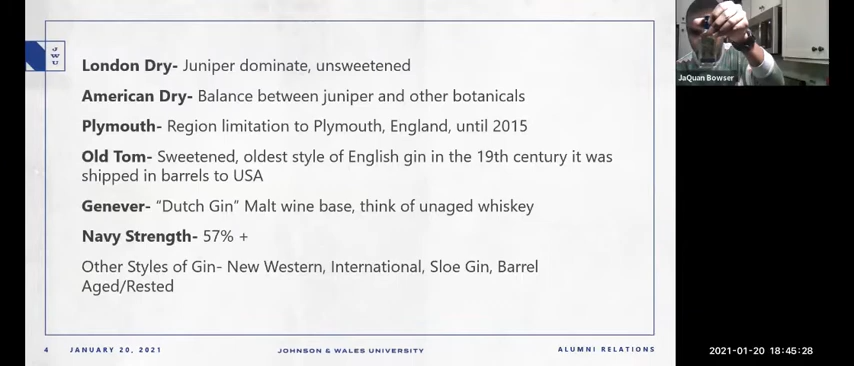 J
W
U
London Dry- Juniper dominate, unsweetened
American Dry- Balance between juniper and other botanicals
Plymouth- Region limitation to Plymouth, England, until 2015
Old Tom- Sweetened, oldest style of English gin in the 19th century it was
shipped in barrels to USA
Genever- “Dutch Gin” Malt wine base, think of unaged whiskey
Navy Strength- 57% +
Other Styles of Gin- New Western, International, Sloe Gin, Barrel
Aged/Rested
4 JANUARY 20, 2021 JOHNSON & WALES UNIVERSITY ALUMNI RELATIONS
JaQuan Bowser
2021-01-20 18:45:28